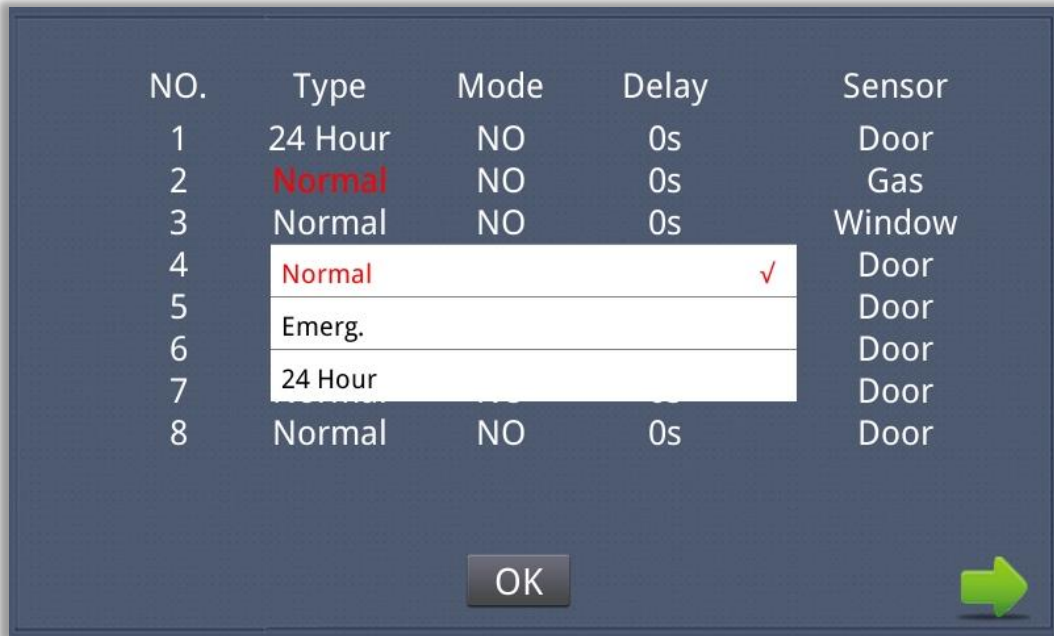 NO. Type Mode Delay Sensor
1 24 Hour NO 0s Door
2 Normal NO 0s Gas
3 Normal NO 0s Window
4 Normal √ Door
5 Emerg. Door
6 Door
7 24 Hour Door
8 Normal NO 0s Door
OK